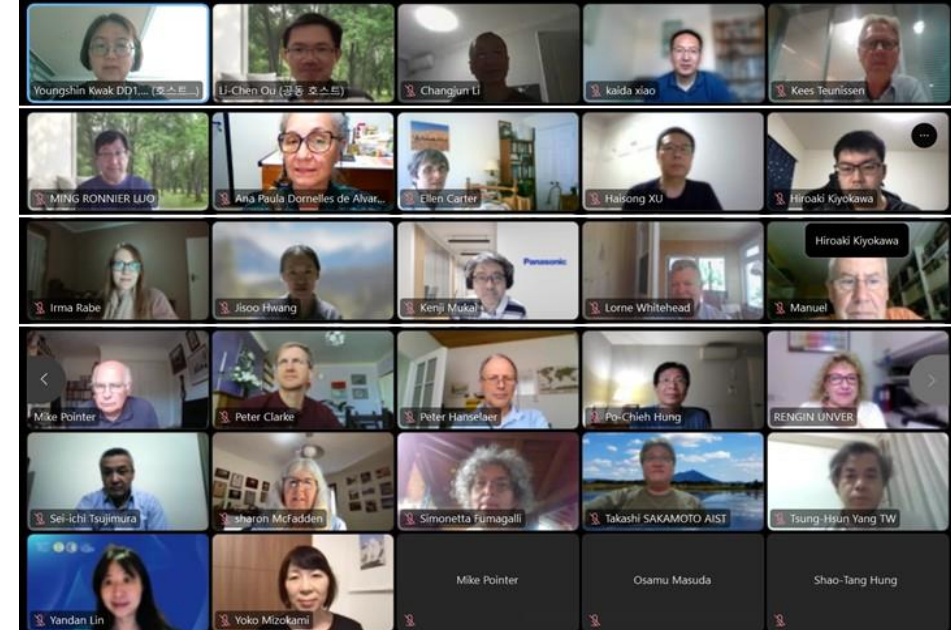 Youngshin Kwak DD1,... (호스트...)
Li-Chen Ou (공동 호스트)
Changjun Li
kaida xiao
Kees Teunissen
MING RONNIER LUO
Ana Paula Dornelles de Alvar...
Ellen Carter
Haisong XU
Hiroaki Kiyokawa
Irma Rabe
Jisoo Hwang
Panasonic
Kenji Mukai
Lorne Whitehead
Hiroaki Kiyokawa
Manuel
Mike Pointer
Peter Clarke
Peter Hanselaer
Po-Chieh Hung
RENGIN UNVER
Sei-ichi Tsujimura
sharon McFadden
Simonetta Fumagalli
Takashi SAKAMOTO AIST
Tsung-Hsun Yang TW
Yandan Lin
Yoko Mizokami
Mike Pointer
Osamu Masuda
Shao-Tang Hung